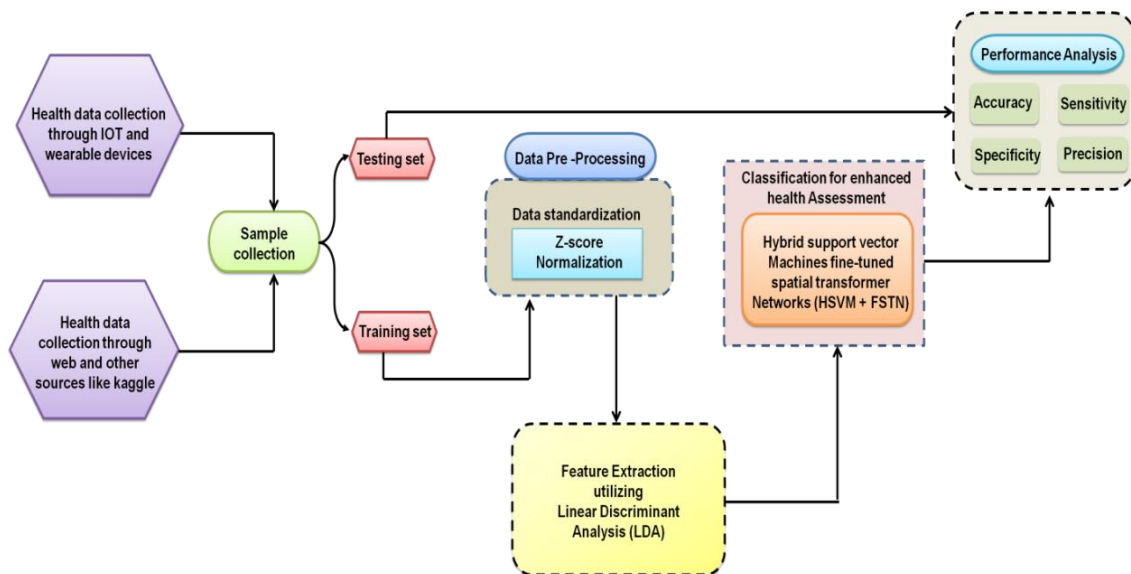 Health data collection
through IOT and
wearable devices
Health data
collection through
web and other
sources like kaggle
Sample
collection
Testing set
Training set
Data Pre -Processing
Data standardization
Z-score
Normalization
Feature Extraction
utilizing
Linear Discriminant
Analysis (LDA)
Classification for enhanced
health Assessment
Hybrid support vector
Machines fine-tuned
spatial transformer
Networks (HSVM + FSTN)
Performance Analysis
Accuracy
Sensitivity
Specificity
Precision